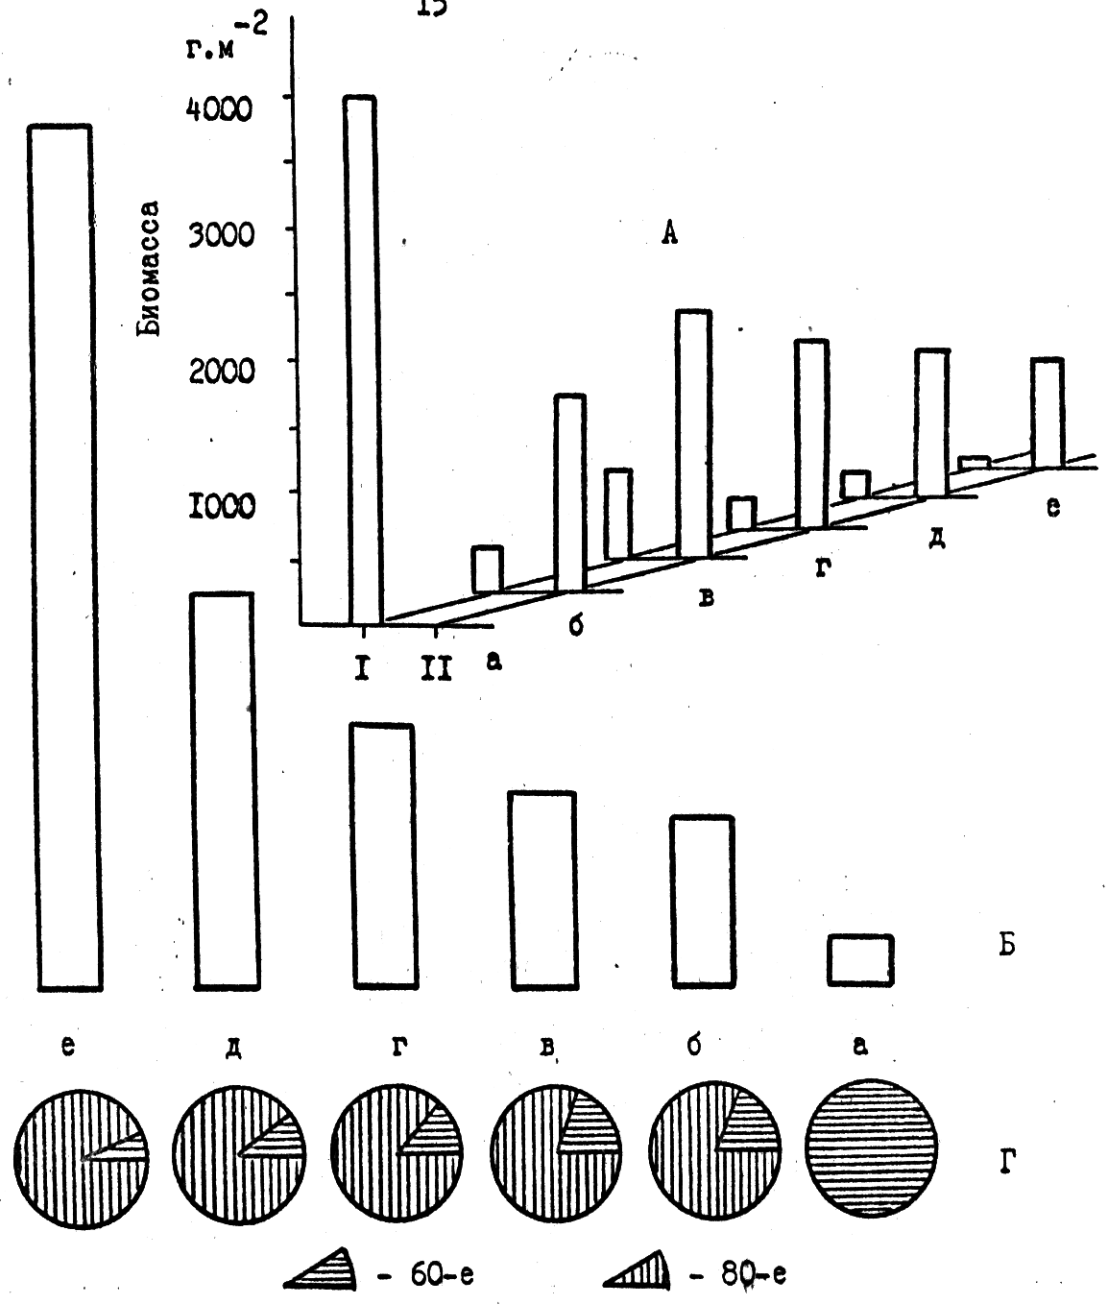 15
г.м-2
4000
3000
2000
1000
Биомасса
А
I II а
б
в
г
д
е
Б
е д г в б а
Г
- 60-е - 80-е